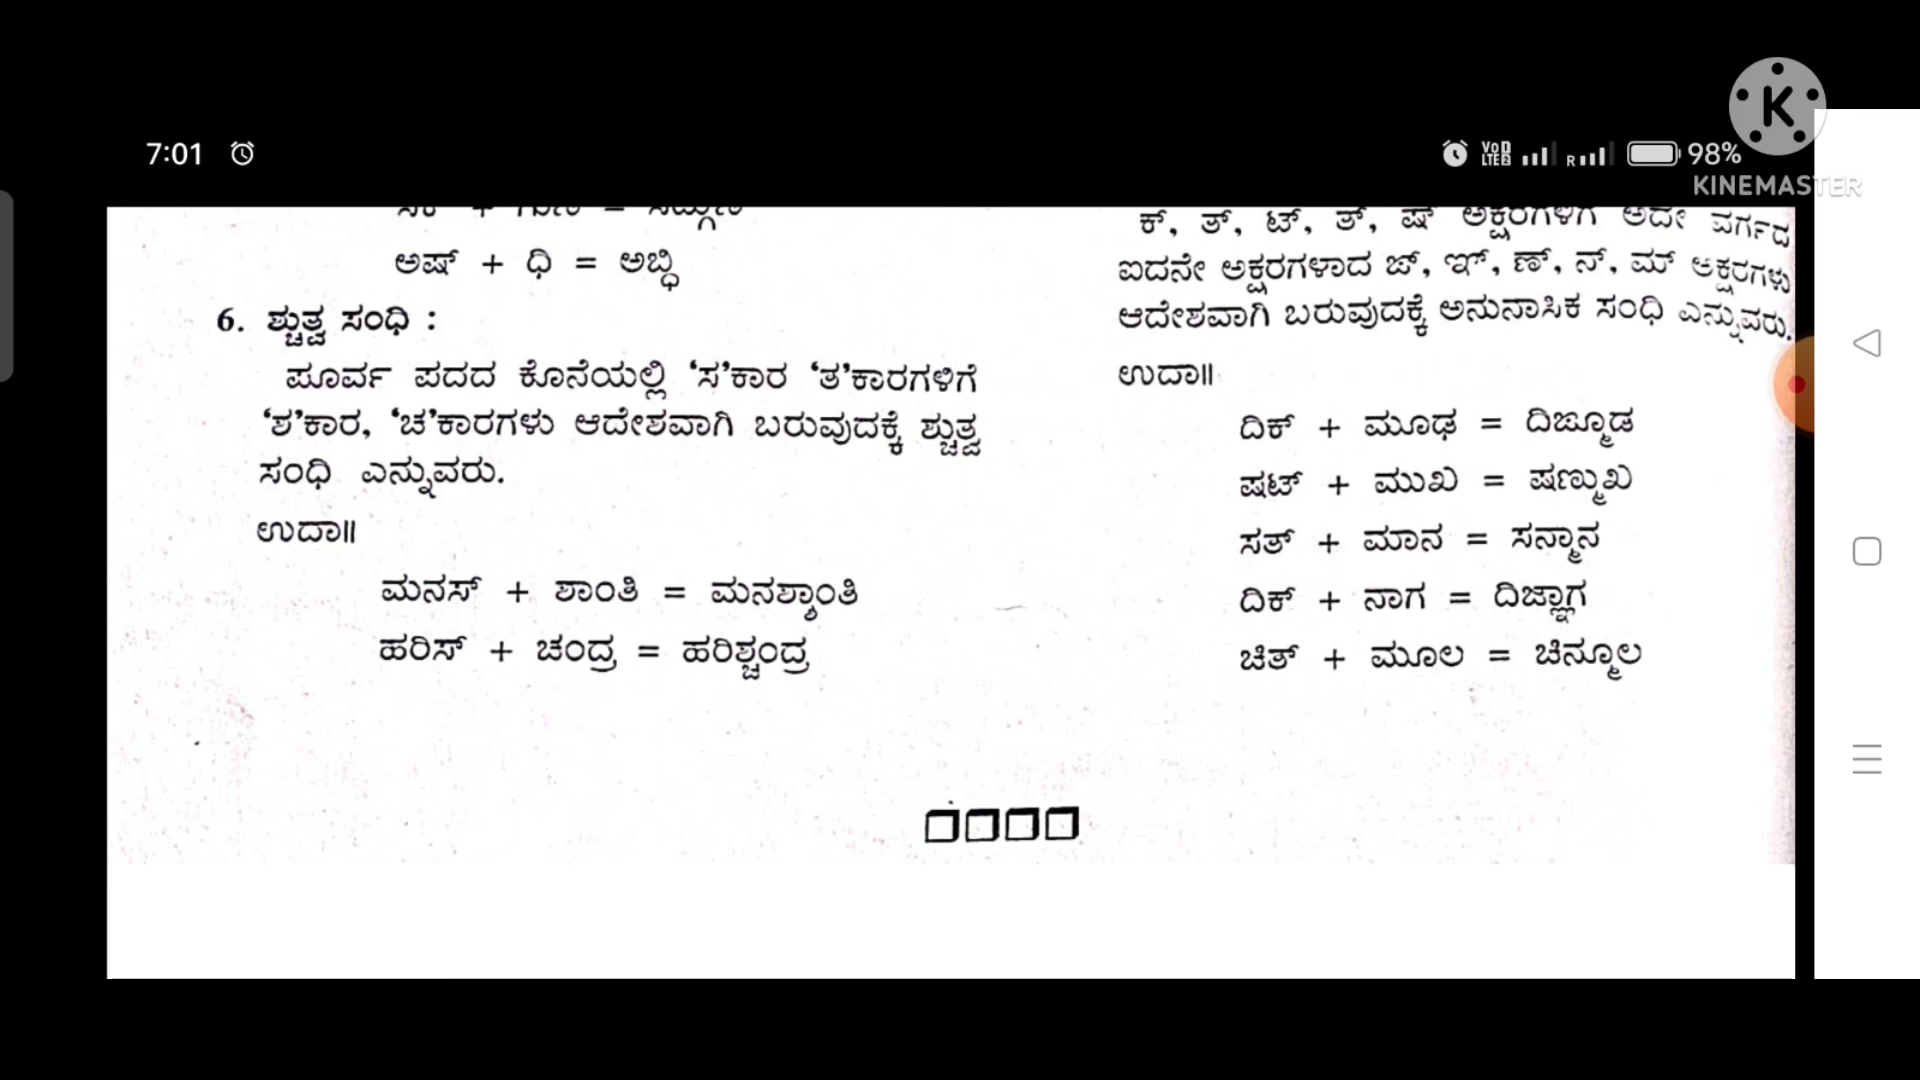 7:01
98%
KINEMASTER
ಅಷ್ + ಧಿ = ಅಬ್ಧಿ
6. ಶ್ಚುತ್ವ ಸಂಧಿ :
ಪೂರ್ವ ಪದದ ಕೊನೆಯಲ್ಲಿ ‘ಸ’ಕಾರ ‘ತ’ಕಾರಗಳಿಗೆ
‘ಶ’ಕಾರ, ‘ಚ’ಕಾರಗಳು ಆದೇಶವಾಗಿ ಬರುವುದಕ್ಕೆ ಶ್ಚುತ್ವ
ಸಂಧಿ ಎನ್ನುವರು.
ಉದಾ॥
ಮನಸ್ + ಶಾಂತಿ = ಮನಶ್ಶಾಂತಿ
ಹರಿಸ್ + ಚಂದ್ರ = ಹರಿಶ್ಚಂದ್ರ
ಕ್, ತ್, ಟ್, ತ್, ಷ್ ಅಕ್ಷರಗಳಿಗೆ ಅದೇ ವರ್ಗದ
ಐದನೇ ಅಕ್ಷರಗಳಾದ ಙ್, ಞ್, ಣ್, ನ್, ಮ್ ಅಕ್ಷರಗಳು
ಆದೇಶವಾಗಿ ಬರುವುದಕ್ಕೆ ಅನುನಾಸಿಕ ಸಂಧಿ ಎನ್ನುವರು.
ಉದಾ॥
ದಿಕ್ + ಮೂಢ = ದಿಙ್ಮೂಡ
ಷಟ್ + ಮುಖ = ಷಣ್ಮುಖ
ಸತ್ + ಮಾನ = ಸನ್ಮಾನ
ದಿಕ್ + ನಾಗ = ದಿಜ್ಞಾಗ
ಚಿತ್ + ಮೂಲ = ಚಿನ್ಮೂಲ